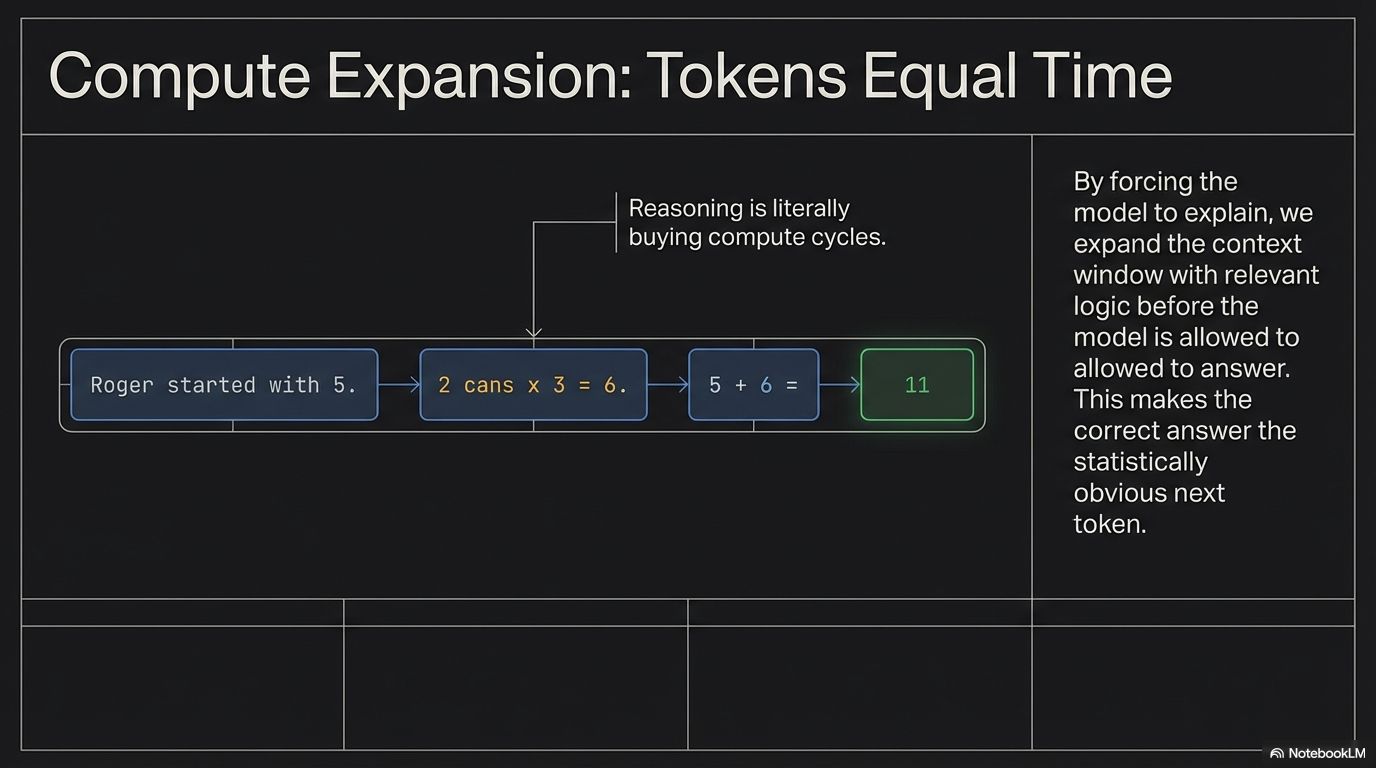 Compute Expansion: Tokens Equal Time
Reasoning is literally
buying compute cycles.
Roger started with 5.
2 cans x 3 = 6.
5 + 6 =
11
By forcing the
model to explain, we
expand the context
window with relevant
logic before the
model is allowed to
allowed to answer.
This makes the
correct answer the
statistically
obvious next
token.
NotebookLM